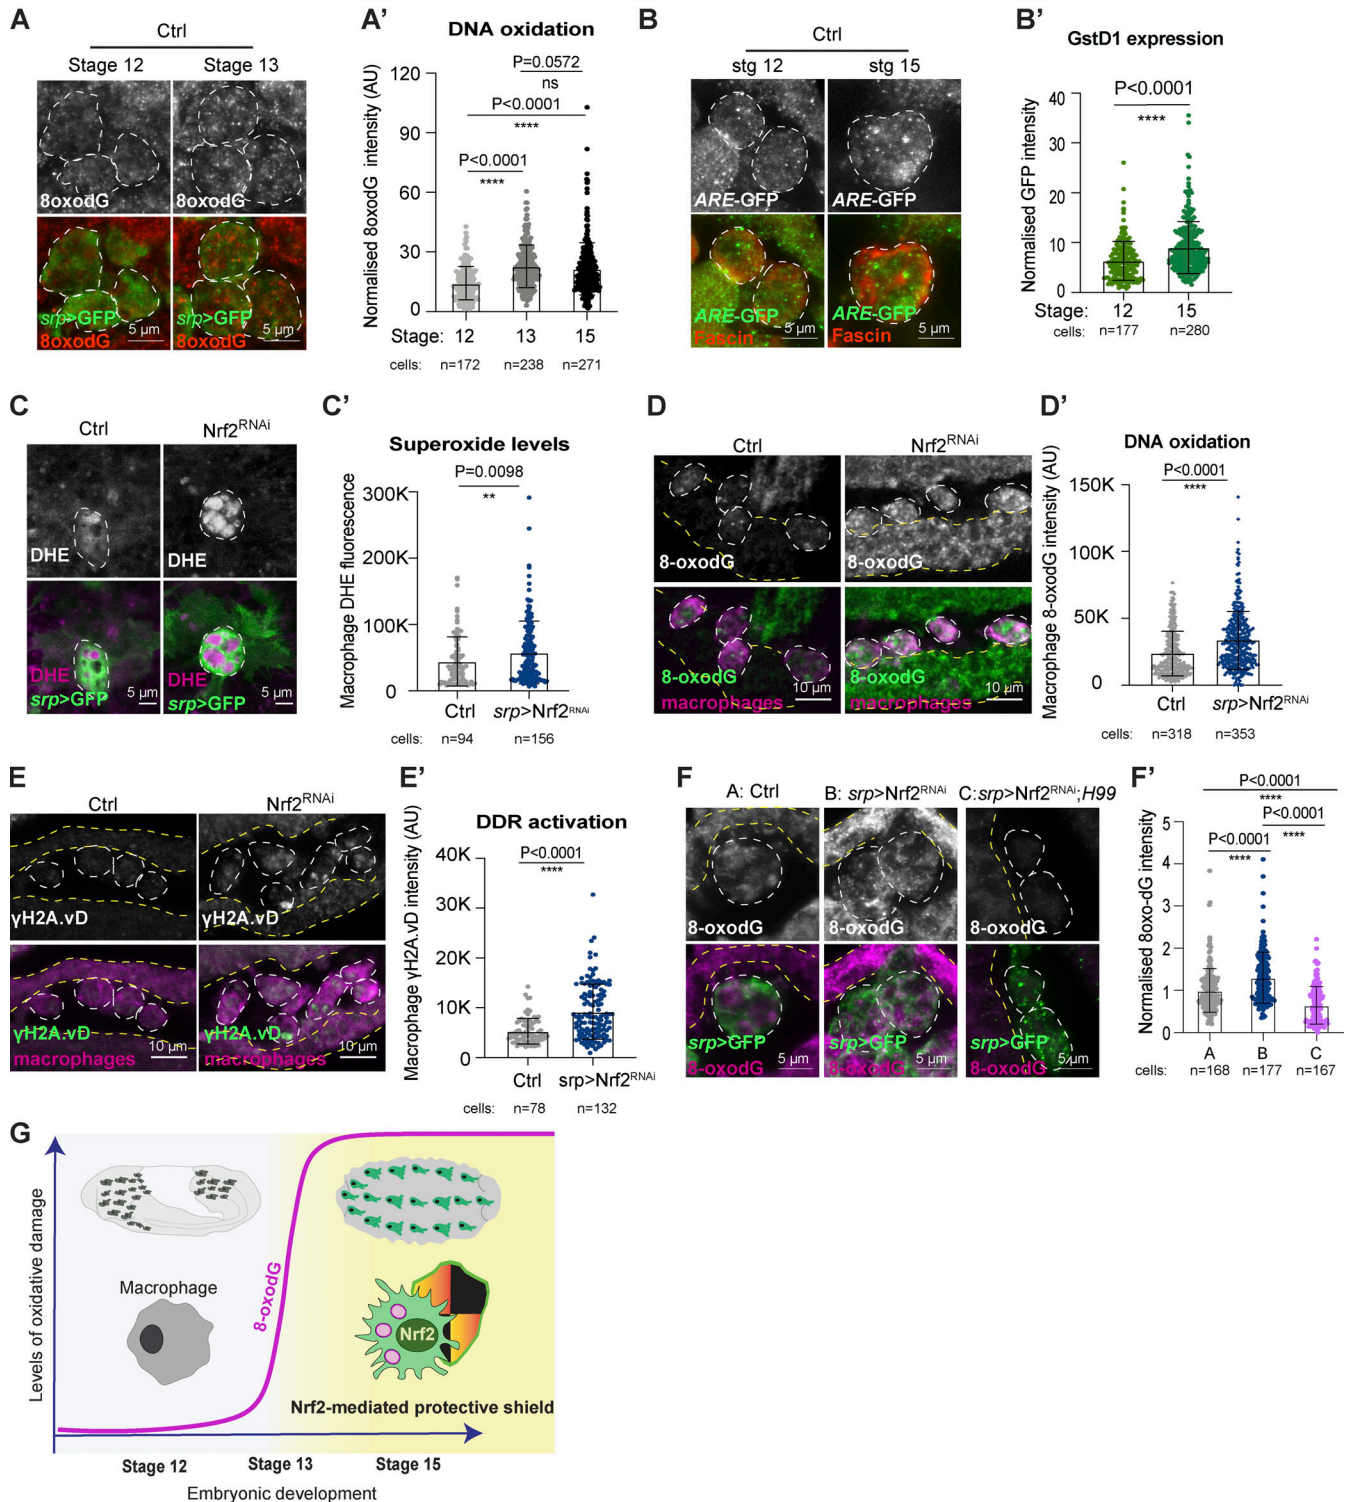 A
Ctrl
Stage 12
Stage 13
8oxodG
8oxodG
srp>GFP
8oxodG
5 µm
srp>GFP
8oxodG
5 µm
A'
DNA oxidation
Normalised 8oxodG intensity (AU)
120
90
60
30
0
P=0.0572
ns
P<0.0001
****
P<0.0001
****
Stage: 12 13 15
cells: n=172 n=238 n=271
B
Ctrl
stg 12
stg 15
ARE-GFP
ARE-GFP
ARE-GFP
Fascin
5 µm
ARE-GFP
Fascin
5 µm
B'
GstD1 expression
Normalised GFP intensity
40
30
20
10
0
P<0.0001
****
Stage: 12 15
cells: n=177 n=280
C
Ctrl
Nrf2RNAi
DHE
DHE
DHE
srp>GFP
5 µm
DHE
srp>GFP
5 µm
C'
Superoxide levels
Macrophage DHE fluorescence
300K
200K
100K
0
P=0.0098
**
Ctrl srp>Nrf2RNAi
cells: n=94 n=156
D
Ctrl
Nrf2RNAi
8-oxodG
8-oxodG
8-oxodG
macrophages
10 µm
8-oxodG
macrophages
10 µm
D'
DNA oxidation
Macrophage 8-oxodG intensity (AU)
150K
100K
50K
0
P<0.0001
****
Ctrl srp>Nrf2RNAi
cells: n=318 n=353
E
Ctrl
Nrf2RNAi
γH2A.vD
γH2A.vD
γH2A.vD
macrophages
10 µm
γH2A.vD
macrophages
10 µm
E'
DDR activation
Macrophage γH2A.vD intensity (AU)
40K
30K
20K
10K
0
P<0.0001
****
Ctrl srp>Nrf2RNAi
cells: n=78 n=132
F
A: Ctrl
B: srp>Nrf2RNAi
C:srp>Nrf2RNAi;H99
8-oxodG
8-oxodG
8-oxodG
srp>GFP
8-oxodG
5 µm
srp>GFP
8-oxodG
5 µm
srp>GFP
8-oxodG
5 µm
F'
Normalised 8oxo-dG intensity
5
4
3
2
1
0
P<0.0001
****
P<0.0001
****
P<0.0001
****
A B C
cells: n=168 n=177 n=167
G
Levels of oxidative damage
Macrophage
8-oxodG
Nrf2
Nrf2-mediated protective shield
Stage 12
Stage 13
Stage 15
Embryonic development